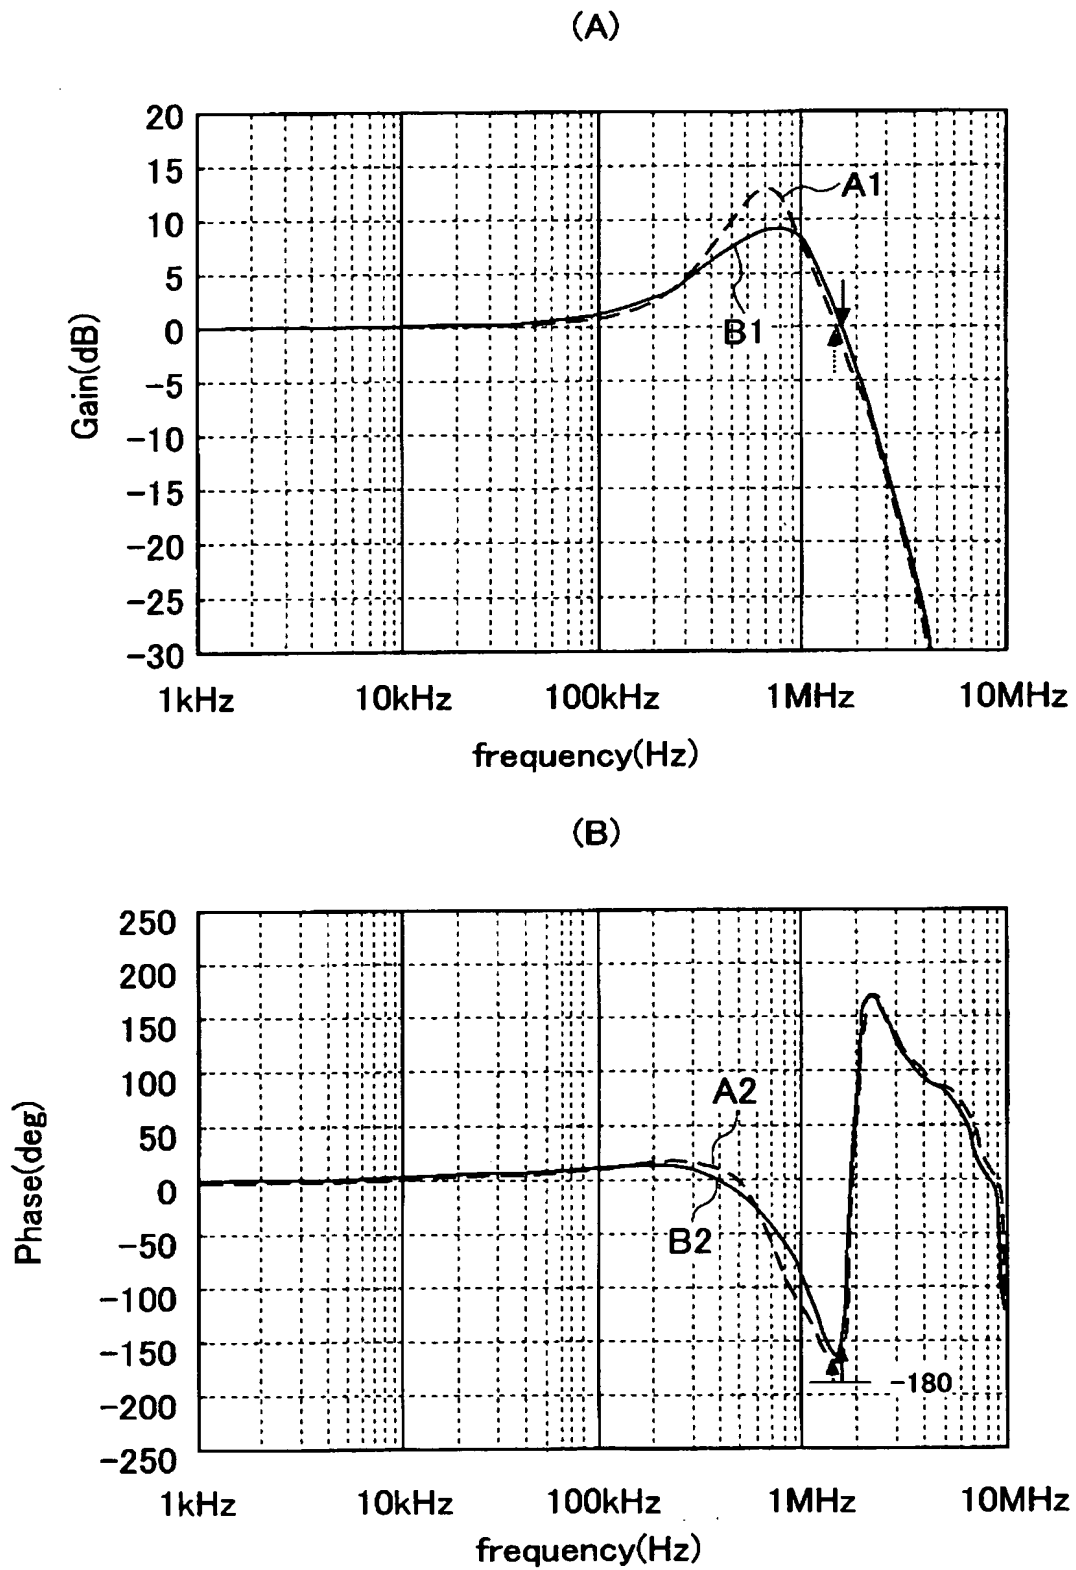 (A)
20
15
10
5
0
-5
-10
-15
-20
-25
-30
Gain(dB)
A1
B1
1kHz 10kHz 100kHz 1MHz 10MHz
frequency(Hz)
(B)
250
200
150
100
50
0
-50
-100
-150
-200
-250
Phase(deg)
A2
B2
-180
1kHz 10kHz 100kHz 1MHz 10MHz
frequency(Hz)